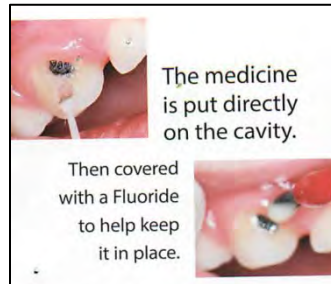 The medicine
is put directly
on the cavity.
Then covered
with a Fluoride
to help keep
it in place.